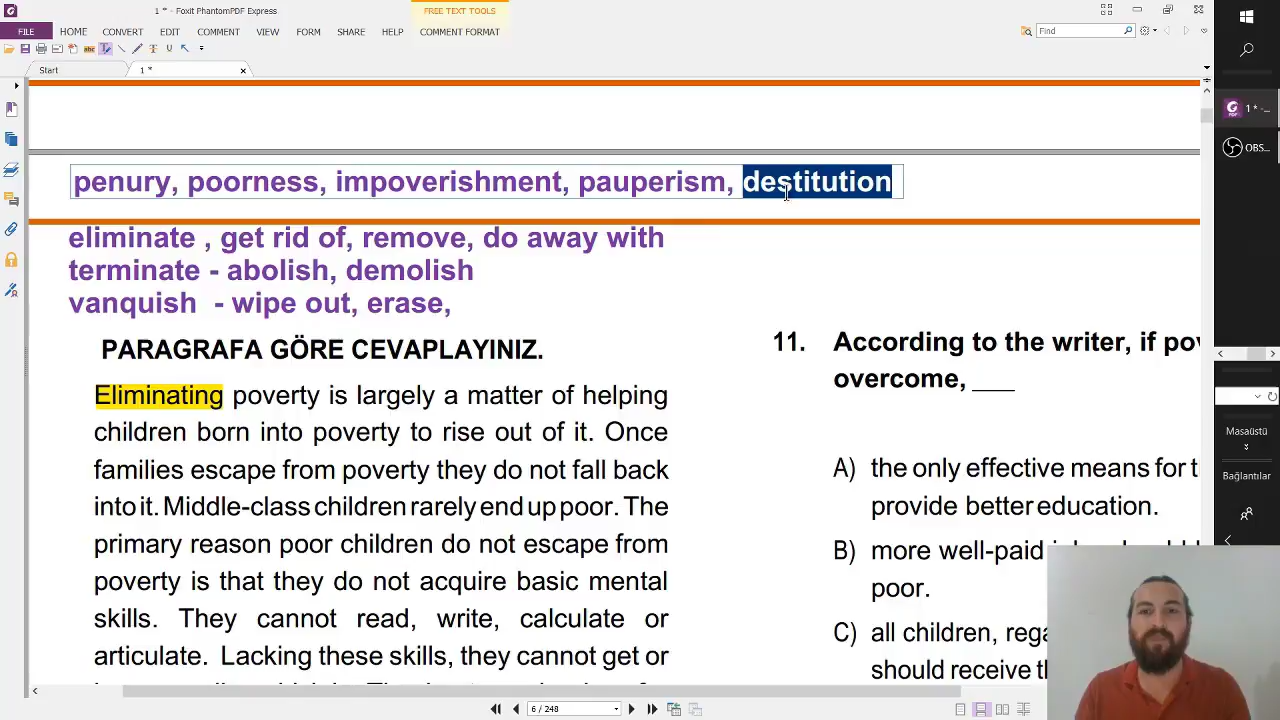 1 * - Foxit PhantomPDF Express
FREE TEXT TOOLS
FILE HOME CONVERT EDIT COMMENT VIEW FORM SHARE HELP COMMENT FORMAT
Find
Start 1 *
1 * -...
OBS...
penury, poorness, impoverishment, pauperism, destitution
eliminate , get rid of, remove, do away with
terminate - abolish, demolish
vanquish - wipe out, erase,
PARAGRAFA GÖRE CEVAPLAYINIZ.
Eliminating poverty is largely a matter of helping
children born into poverty to rise out of it. Once
families escape from poverty they do not fall back
into it. Middle-class children rarely end up poor. The
primary reason poor children do not escape from
poverty is that they do not acquire basic mental
skills. They cannot read, write, calculate or
articulate. Lacking these skills, they cannot get or
11. According to the writer, if pov
overcome, ___
A) the only effective means for t
provide better education.
B) more well-paid
poor.
C) all children, rega
should receive th
Masaüstü
Bağlantılar
6 / 248